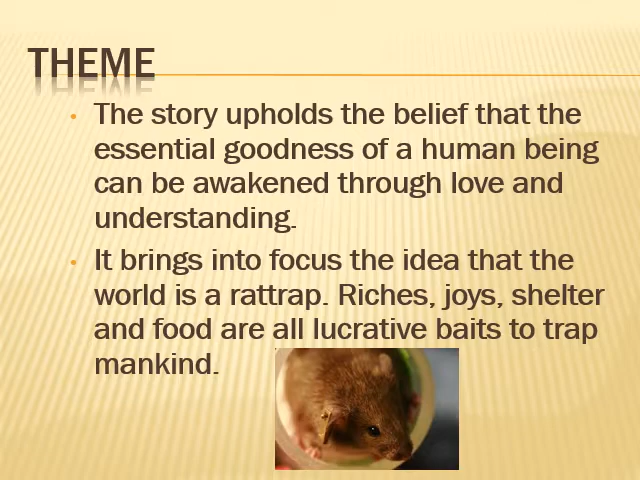 THEME
• The story upholds the belief that the
essential goodness of a human being
can be awakened through love and
understanding.
• It brings into focus the idea that the
world is a rattrap. Riches, joys, shelter
and food are all lucrative baits to trap
mankind.